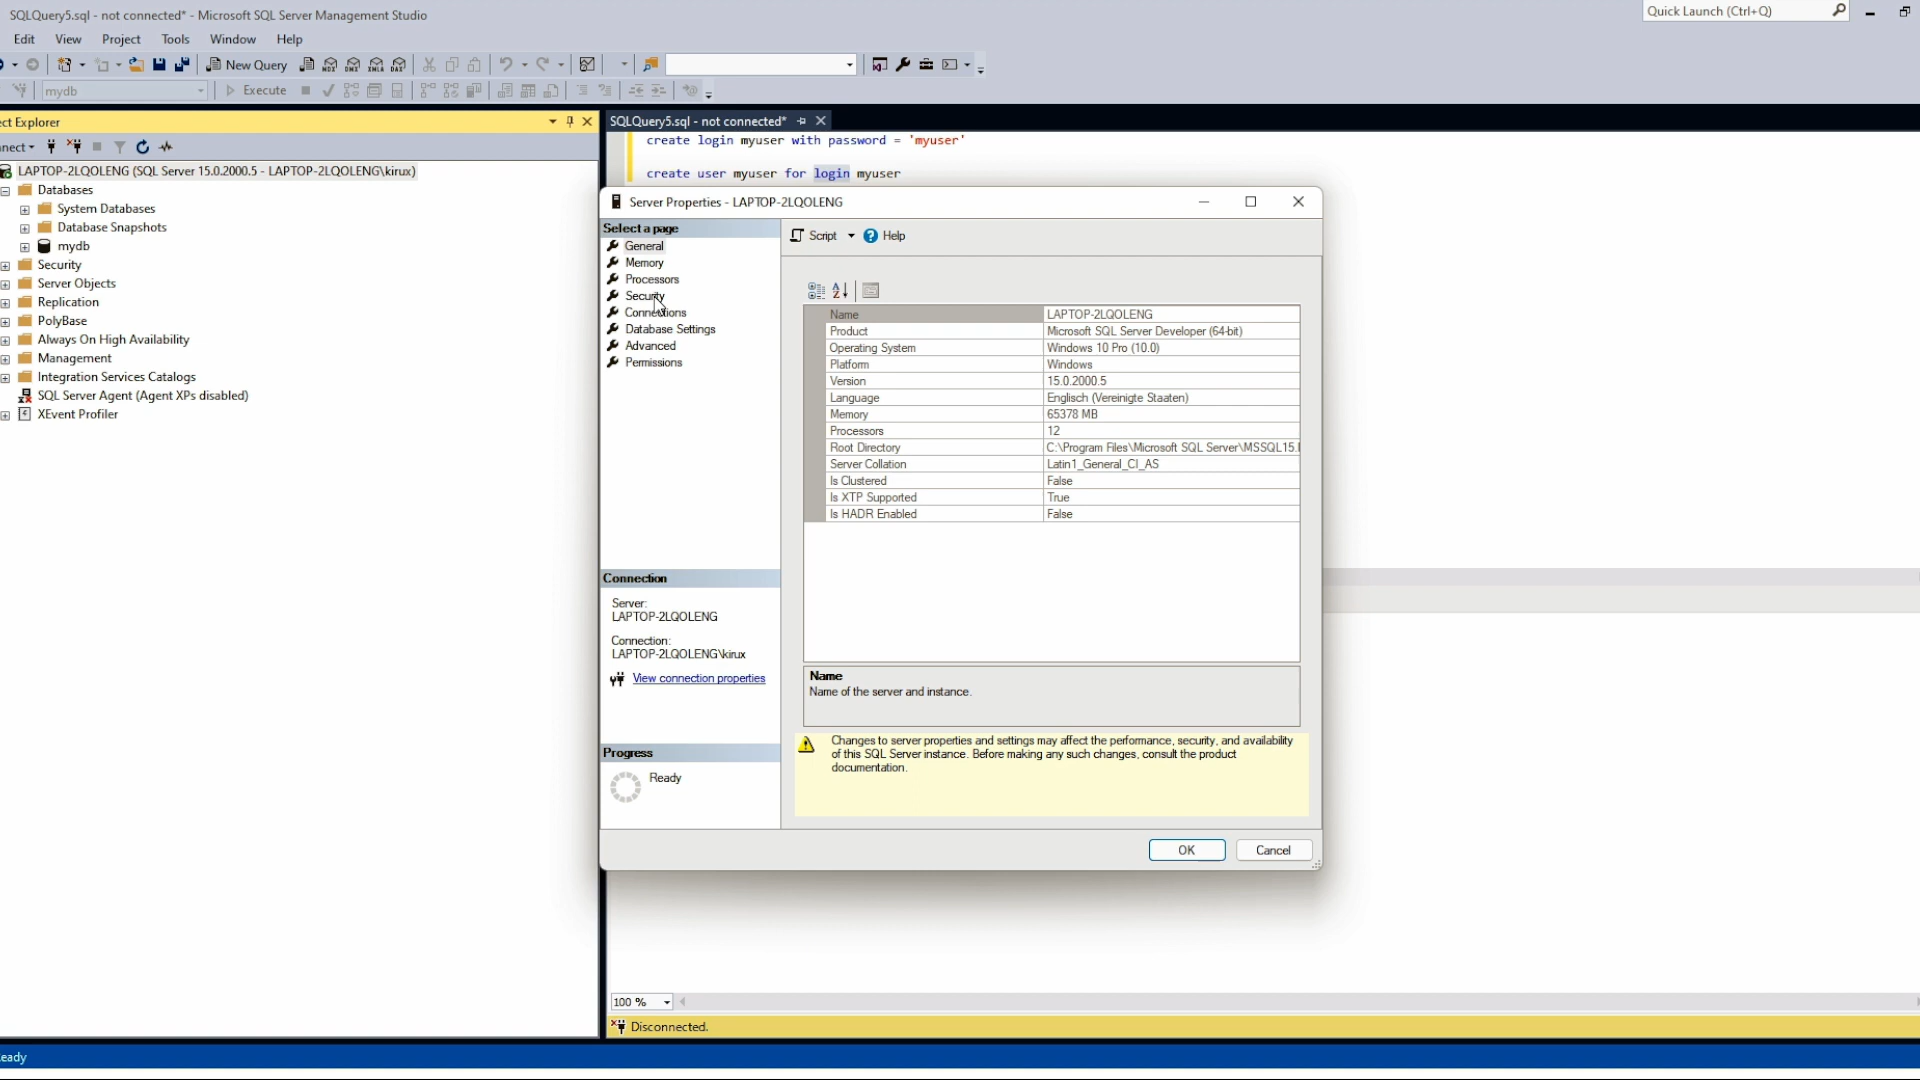 SQLQuery5.sql - not connected* - Microsoft SQL Server Management Studio
Quick Launch (Ctrl+Q)
Edit View Project Tools Window Help
New Query
MDX DMX XMLA DAX
mydb
Execute
ect Explorer
SQLQuery5.sql - not connected*
nect
LAPTOP-2LQOLENG (SQL Server 15.0.2000.5 - LAPTOP-2LQOLENG\kirux)
Databases
System Databases
Database Snapshots
mydb
Security
Server Objects
Replication
PolyBase
Always On High Availability
Management
Integration Services Catalogs
SQL Server Agent (Agent XPs disabled)
XEvent Profiler
create login myuser with password = 'myuser'
create user myuser for login myuser
Server Properties - LAPTOP-2LQOLENG
Select a page
General
Memory
Processors
Security
Connections
Database Settings
Advanced
Permissions
Script Help
Name LAPTOP-2LQOLENG
Product Microsoft SQL Server Developer (64-bit)
Operating System Windows 10 Pro (10.0)
Platform Windows
Version 15.0.2000.5
Language Englisch (Vereinigte Staaten)
Memory 65378 MB
Processors 12
Root Directory C:\Program Files\Microsoft SQL Server\MSSQL15.
Server Collation Latin1_General_CI_AS
Is Clustered False
Is XTP Supported True
Is HADR Enabled False
Connection
Server:
LAPTOP-2LQOLENG
Connection:
LAPTOP-2LQOLENG\kirux
View connection properties
Name
Name of the server and instance.
Progress
Ready
Changes to server properties and settings may affect the performance, security, and availability
of this SQL Server instance. Before making any such changes, consult the product
documentation.
OK Cancel
100 %
Disconnected.
eady